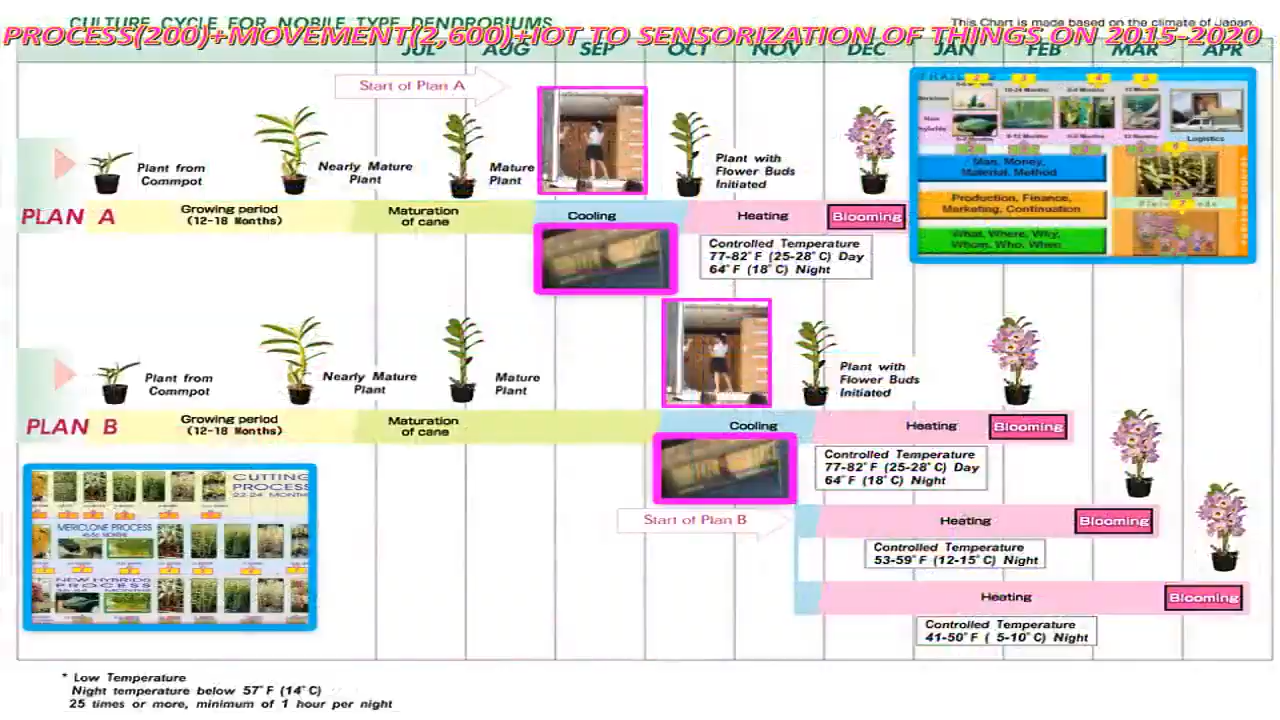 CULTURE CYCLE FOR NOBILE TYPE DENDROBIUMS
This Chart is made based on the climate of Japan.
PROCESS(200)+MOVEMENT(2,600)+IOT TO SENSORIZATION OF THINGS ON 2015-2020
JUL AUG SEP OCT NOV DEC JAN FEB MAR APR
Start of Plan A
Plant from
Commpot
Nearly Mature
Plant
Mature
Plant
Plant with
Flower Buds
Initiated
PLAN A
Growing period
(12-18 Months)
Maturation
of cane
Cooling
Heating
Blooming
Controlled Temperature
77-82°F (25-28°C) Day
64°F (18°C) Night
10-24 Months
Logistics
Man, Money,
Material, Method
Production, Finance,
Marketing, Continuation
What, Where, Why,
Whom, Who, When
Plant from
Commpot
Nearly Mature
Plant
Mature
Plant
Plant with
Flower Buds
Initiated
PLAN B
Growing period
(12-18 Months)
Maturation
of cane
Cooling
Heating
Blooming
Controlled Temperature
77-82°F (25-28°C) Day
64°F (18°C) Night
Start of Plan B
Heating
Blooming
Controlled Temperature
53-59°F (12-15°C) Night
Heating
Blooming
Controlled Temperature
41-50°F ( 5-10°C) Night
CUTTING
PROCESS
22-24 MONTHS
MERICLONE PROCESS
NEW HYBRIDS
PROCESS
MONTHS
* Low Temperature
Night temperature below 57°F (14°C)
25 times or more, minimum of 1 hour per night